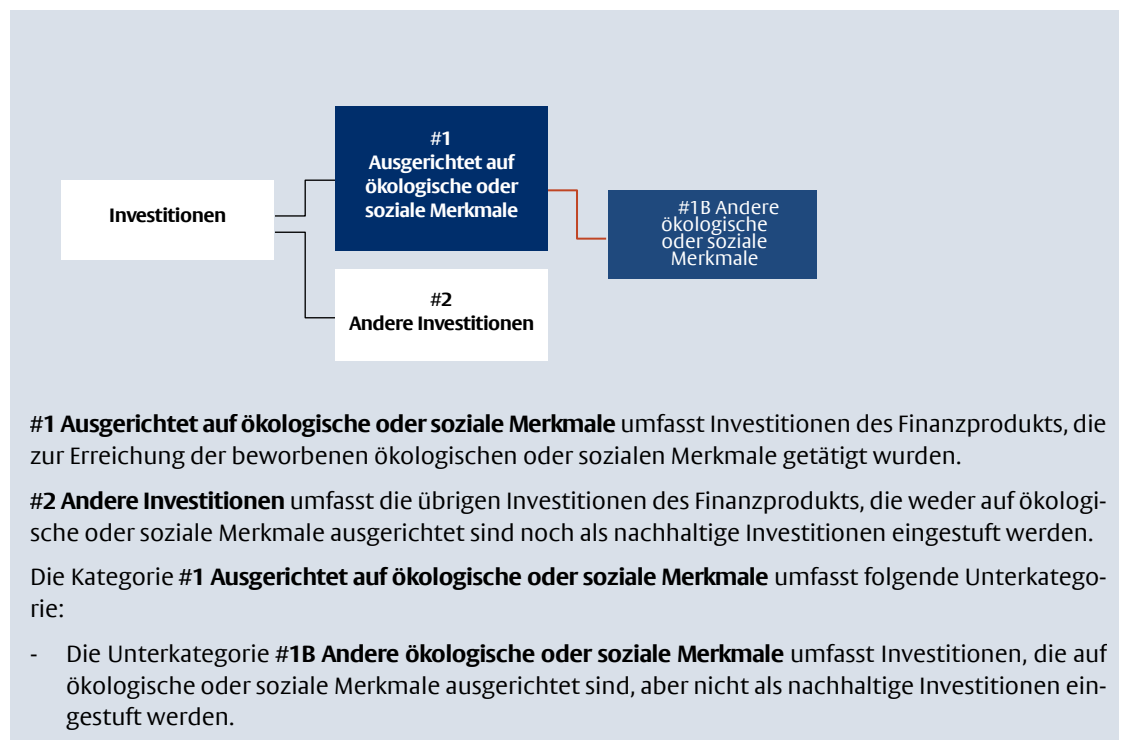 #1
Ausgerichtet auf
ökologische oder
soziale Merkmale
Investitionen
#1B Andere
ökologische
oder soziale
Merkmale
#2
Andere Investitionen
#1 Ausgerichtet auf ökologische oder soziale Merkmale umfasst Investitionen des Finanzprodukts, die
zur Erreichung der beworbenen ökologischen oder sozialen Merkmale getätigt wurden.
#2 Andere Investitionen umfasst die übrigen Investitionen des Finanzprodukts, die weder auf ökologi-
sche oder soziale Merkmale ausgerichtet sind noch als nachhaltige Investitionen eingestuft werden.
Die Kategorie #1 Ausgerichtet auf ökologische oder soziale Merkmale umfasst folgende Unterkatego-
rie:
- Die Unterkategorie #1B Andere ökologische oder soziale Merkmale umfasst Investitionen, die auf
ökologische oder soziale Merkmale ausgerichtet sind, aber nicht als nachhaltige Investitionen ein-
gestuft werden.